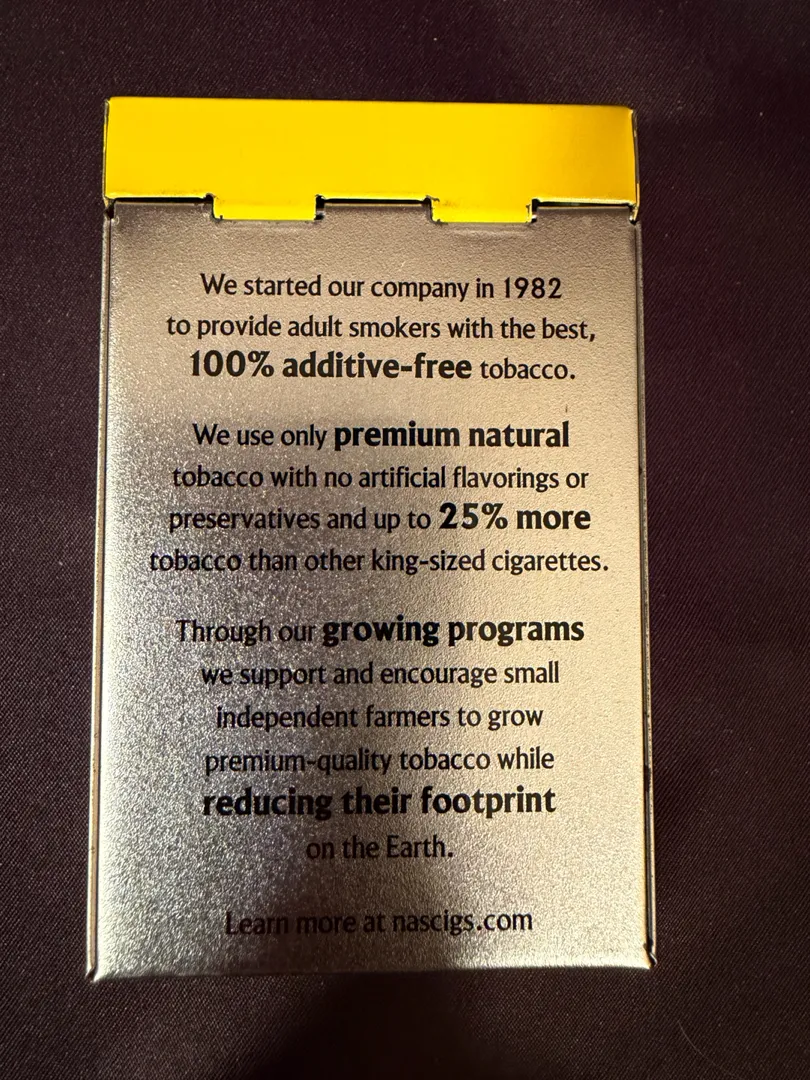 We started our company in 1982
to provide adult smokers with the best,
100% additive-free tobacco.
We use only premium natural
tobacco with no artificial flavorings or
preservatives and up to 25% more
tobacco than other king-sized cigarettes.
Through our growing programs
we support and encourage small
independent farmers to grow
premium-quality tobacco while
reducing their footprint
on the Earth.
Learn more at nascigs.com